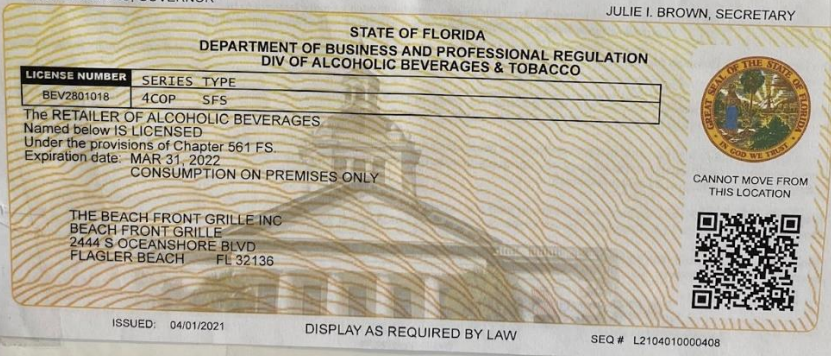 GOVERNOR
JULIE I. BROWN, SECRETARY
STATE OF FLORIDA
DEPARTMENT OF BUSINESS AND PROFESSIONAL REGULATION
DIV OF ALCOHOLIC BEVERAGES & TOBACCO
LICENSE NUMBER SERIES TYPE
BEV2801018 4COP SFS
The RETAILER OF ALCOHOLIC BEVERAGES
Named below IS LICENSED
Under the provisions of Chapter 561 FS.
Expiration date: MAR 31, 2022
CONSUMPTION ON PREMISES ONLY
GREAT SEAL OF THE STATE OF FLORIDA
IN GOD WE TRUST
CANNOT MOVE FROM
THIS LOCATION
THE BEACH FRONT GRILLE INC
BEACH FRONT GRILLE
2444 S OCEANSHORE BLVD
FLAGLER BEACH FL 32136
ISSUED: 04/01/2021
DISPLAY AS REQUIRED BY LAW
SEQ # L2104010000408